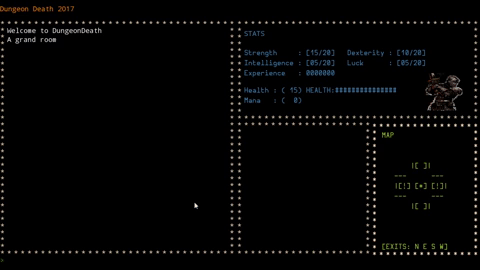 Dungeon Death 2017
Welcome to DungeonDeath
A grand room
STATS
Strength : [15/20] Dexterity : [10/20]
Intelligence : [05/20] Luck : [05/20]
Experience : 0000000
Health : ( 15) HEALTH:
Mana : ( 0)
MAP
|[ ]|
--- ---
|[!] [*] [!]|
--- ---
|[ ]|
[EXITS: N E S W]
>